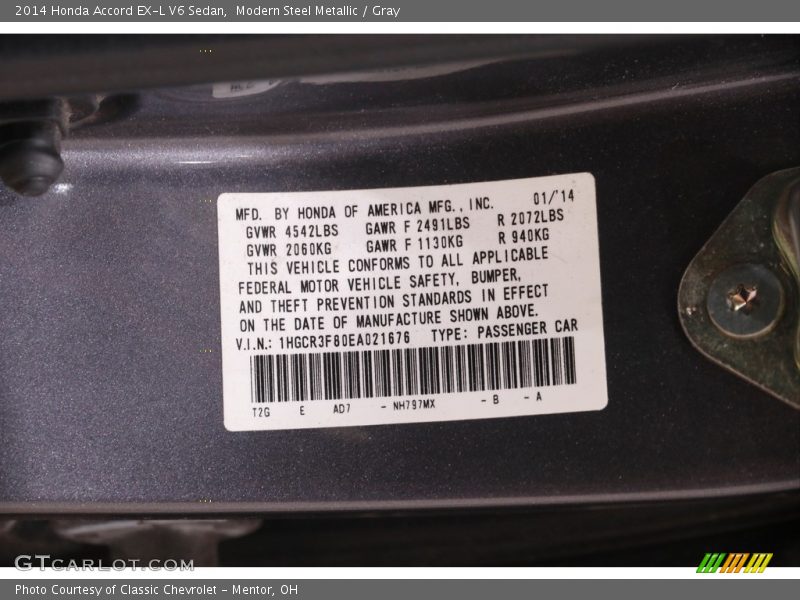 2014 Honda Accord EX-L V6 Sedan,  Modern Steel Metallic / Gray
MFD. BY HONDA OF AMERICA MFG., INC. 01/'14
GVWR 4542LBS GAWR F 2491LBS R 2072LBS
GVWR 2060KG GAWR F 1130KG R 940KG
THIS VEHICLE CONFORMS TO ALL APPLICABLE
FEDERAL MOTOR VEHICLE SAFETY, BUMPER,
AND THEFT PREVENTION STANDARDS IN EFFECT
ON THE DATE OF MANUFACTURE SHOWN ABOVE.
V.I.N.: 1HGCR3F80EA021676 TYPE: PASSENGER CAR
T2G E AD7 - NH797MX - B - A
GTCARLOT.COM
Photo Courtesy of Classic Chevrolet - Mentor, OH